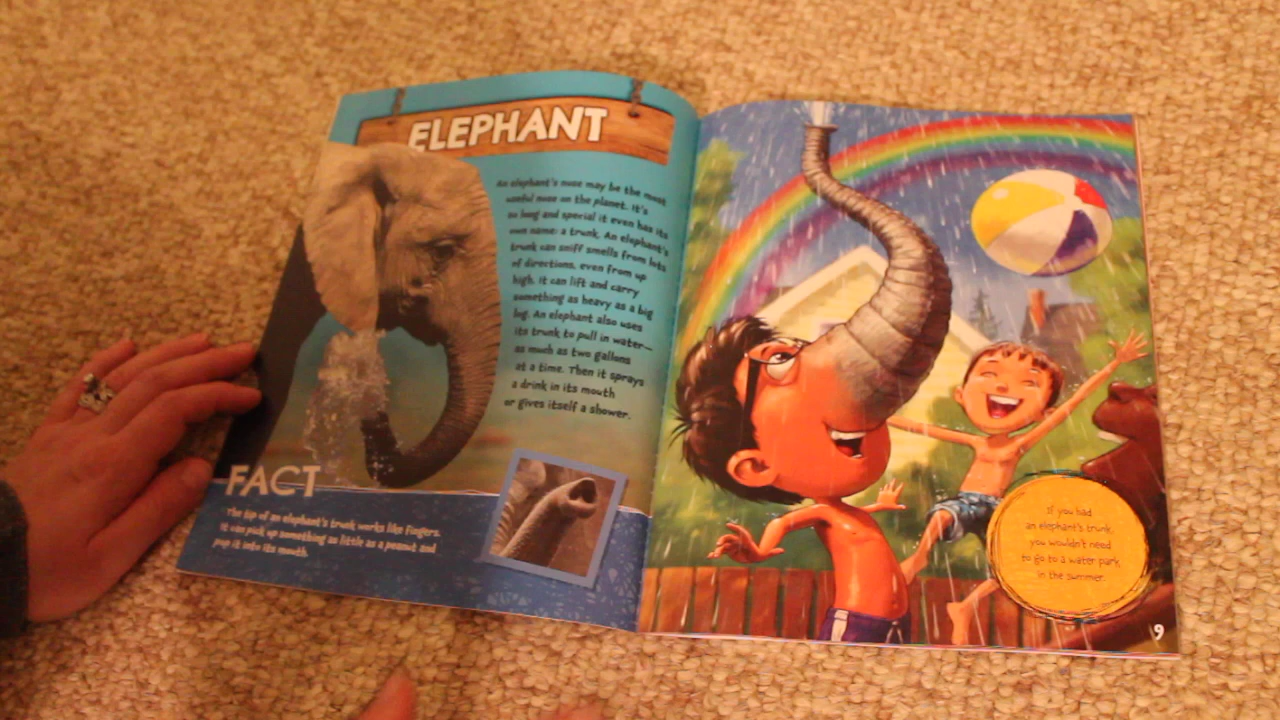 ELEPHANT
An elephant's nose may be the most
useful nose on the planet. It's
so long and special it even has its
own name: a trunk. An elephant's
trunk can sniff smells from lots
of directions, even from up
high. It can lift and carry
something as heavy as a big
log. An elephant also uses
its trunk to pull in water—
as much as two gallons
at a time. Then it sprays
a drink in its mouth
or gives itself a shower.
FACT
The tip of an elephant's trunk works like fingers.
It can pick up something as little as a peanut and
pop it into its mouth.
If you had
an elephant's trunk,
you wouldn't need
to go to a water park
in the summer.
9